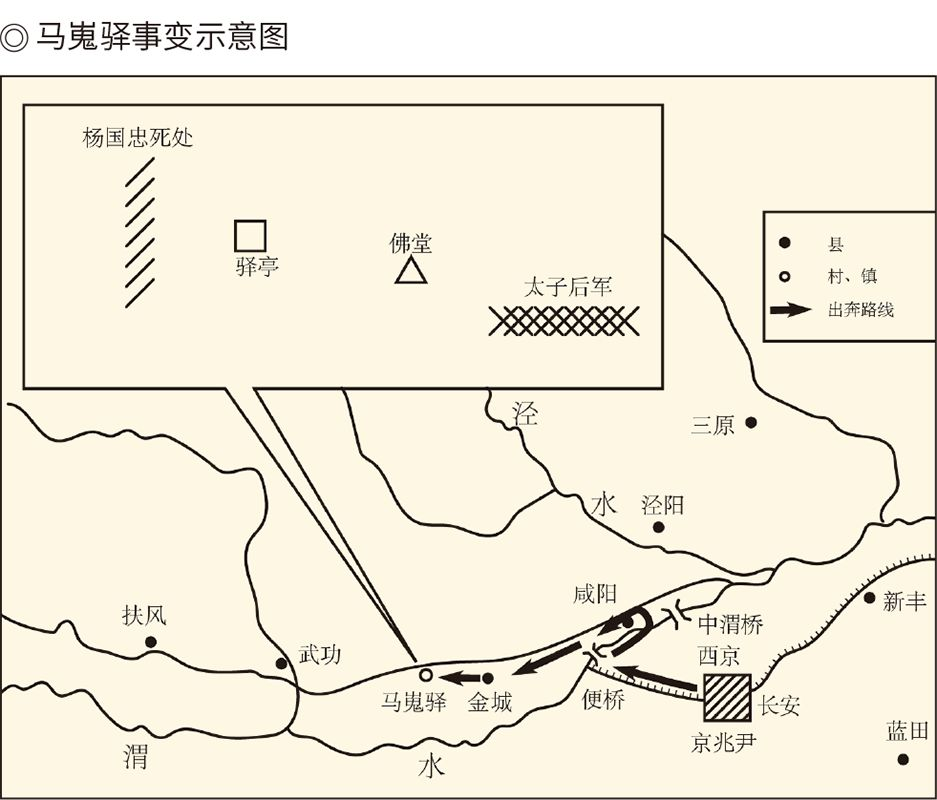 ◎ 马嵬驿事变示意图
杨国忠死处
驿亭
佛堂
太子后军
县
村、镇
出奔路线
泾
三原
水
泾阳
咸阳
新丰
扶风
中渭桥
武功
西京
马嵬驿
金城
便桥
长安
京兆尹
蓝田
渭
水